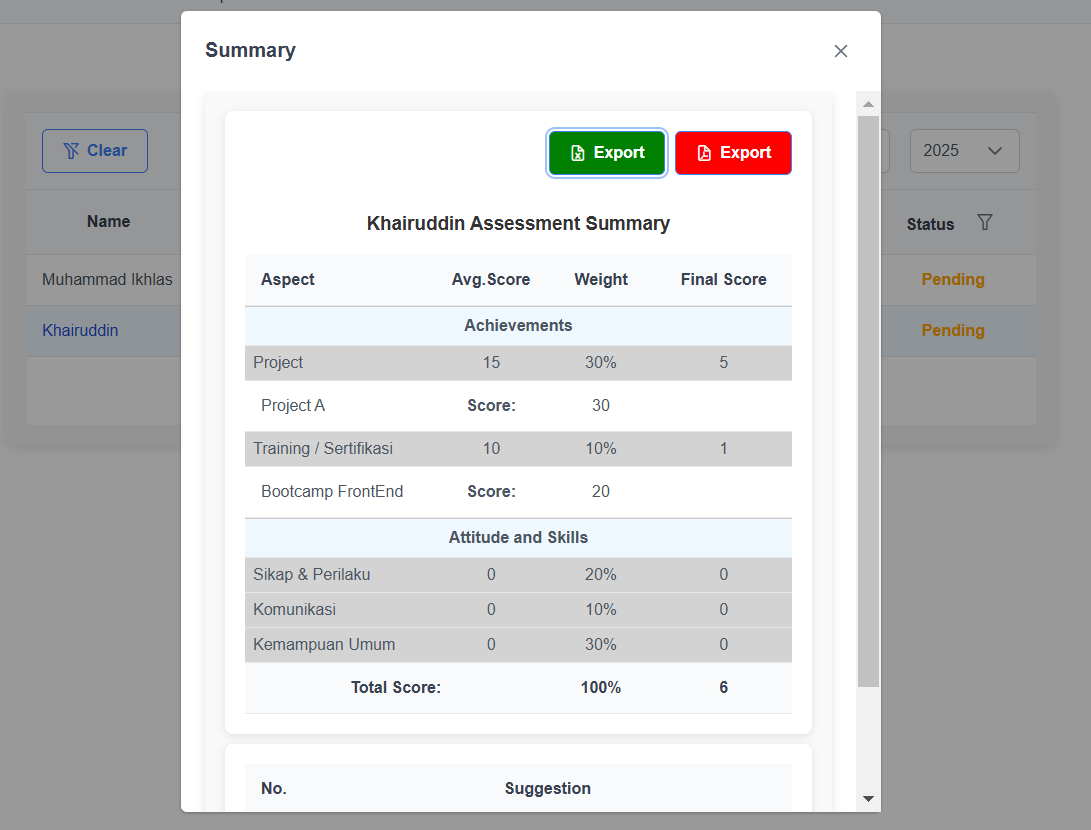 Summary
Export Export
Clear
2025
Name
Status
Muhammad Ikhlas
Pending
Khairuddin
Pending
Khairuddin Assessment Summary
Aspect Avg.Score Weight Final Score
Achievements
Project 15 30% 5
Project A Score: 30
Training / Sertifikasi 10 10% 1
Bootcamp FrontEnd Score: 20
Attitude and Skills
Sikap & Perilaku 0 20% 0
Komunikasi 0 10% 0
Kemampuan Umum 0 30% 0
Total Score: 100% 6
No. Suggestion